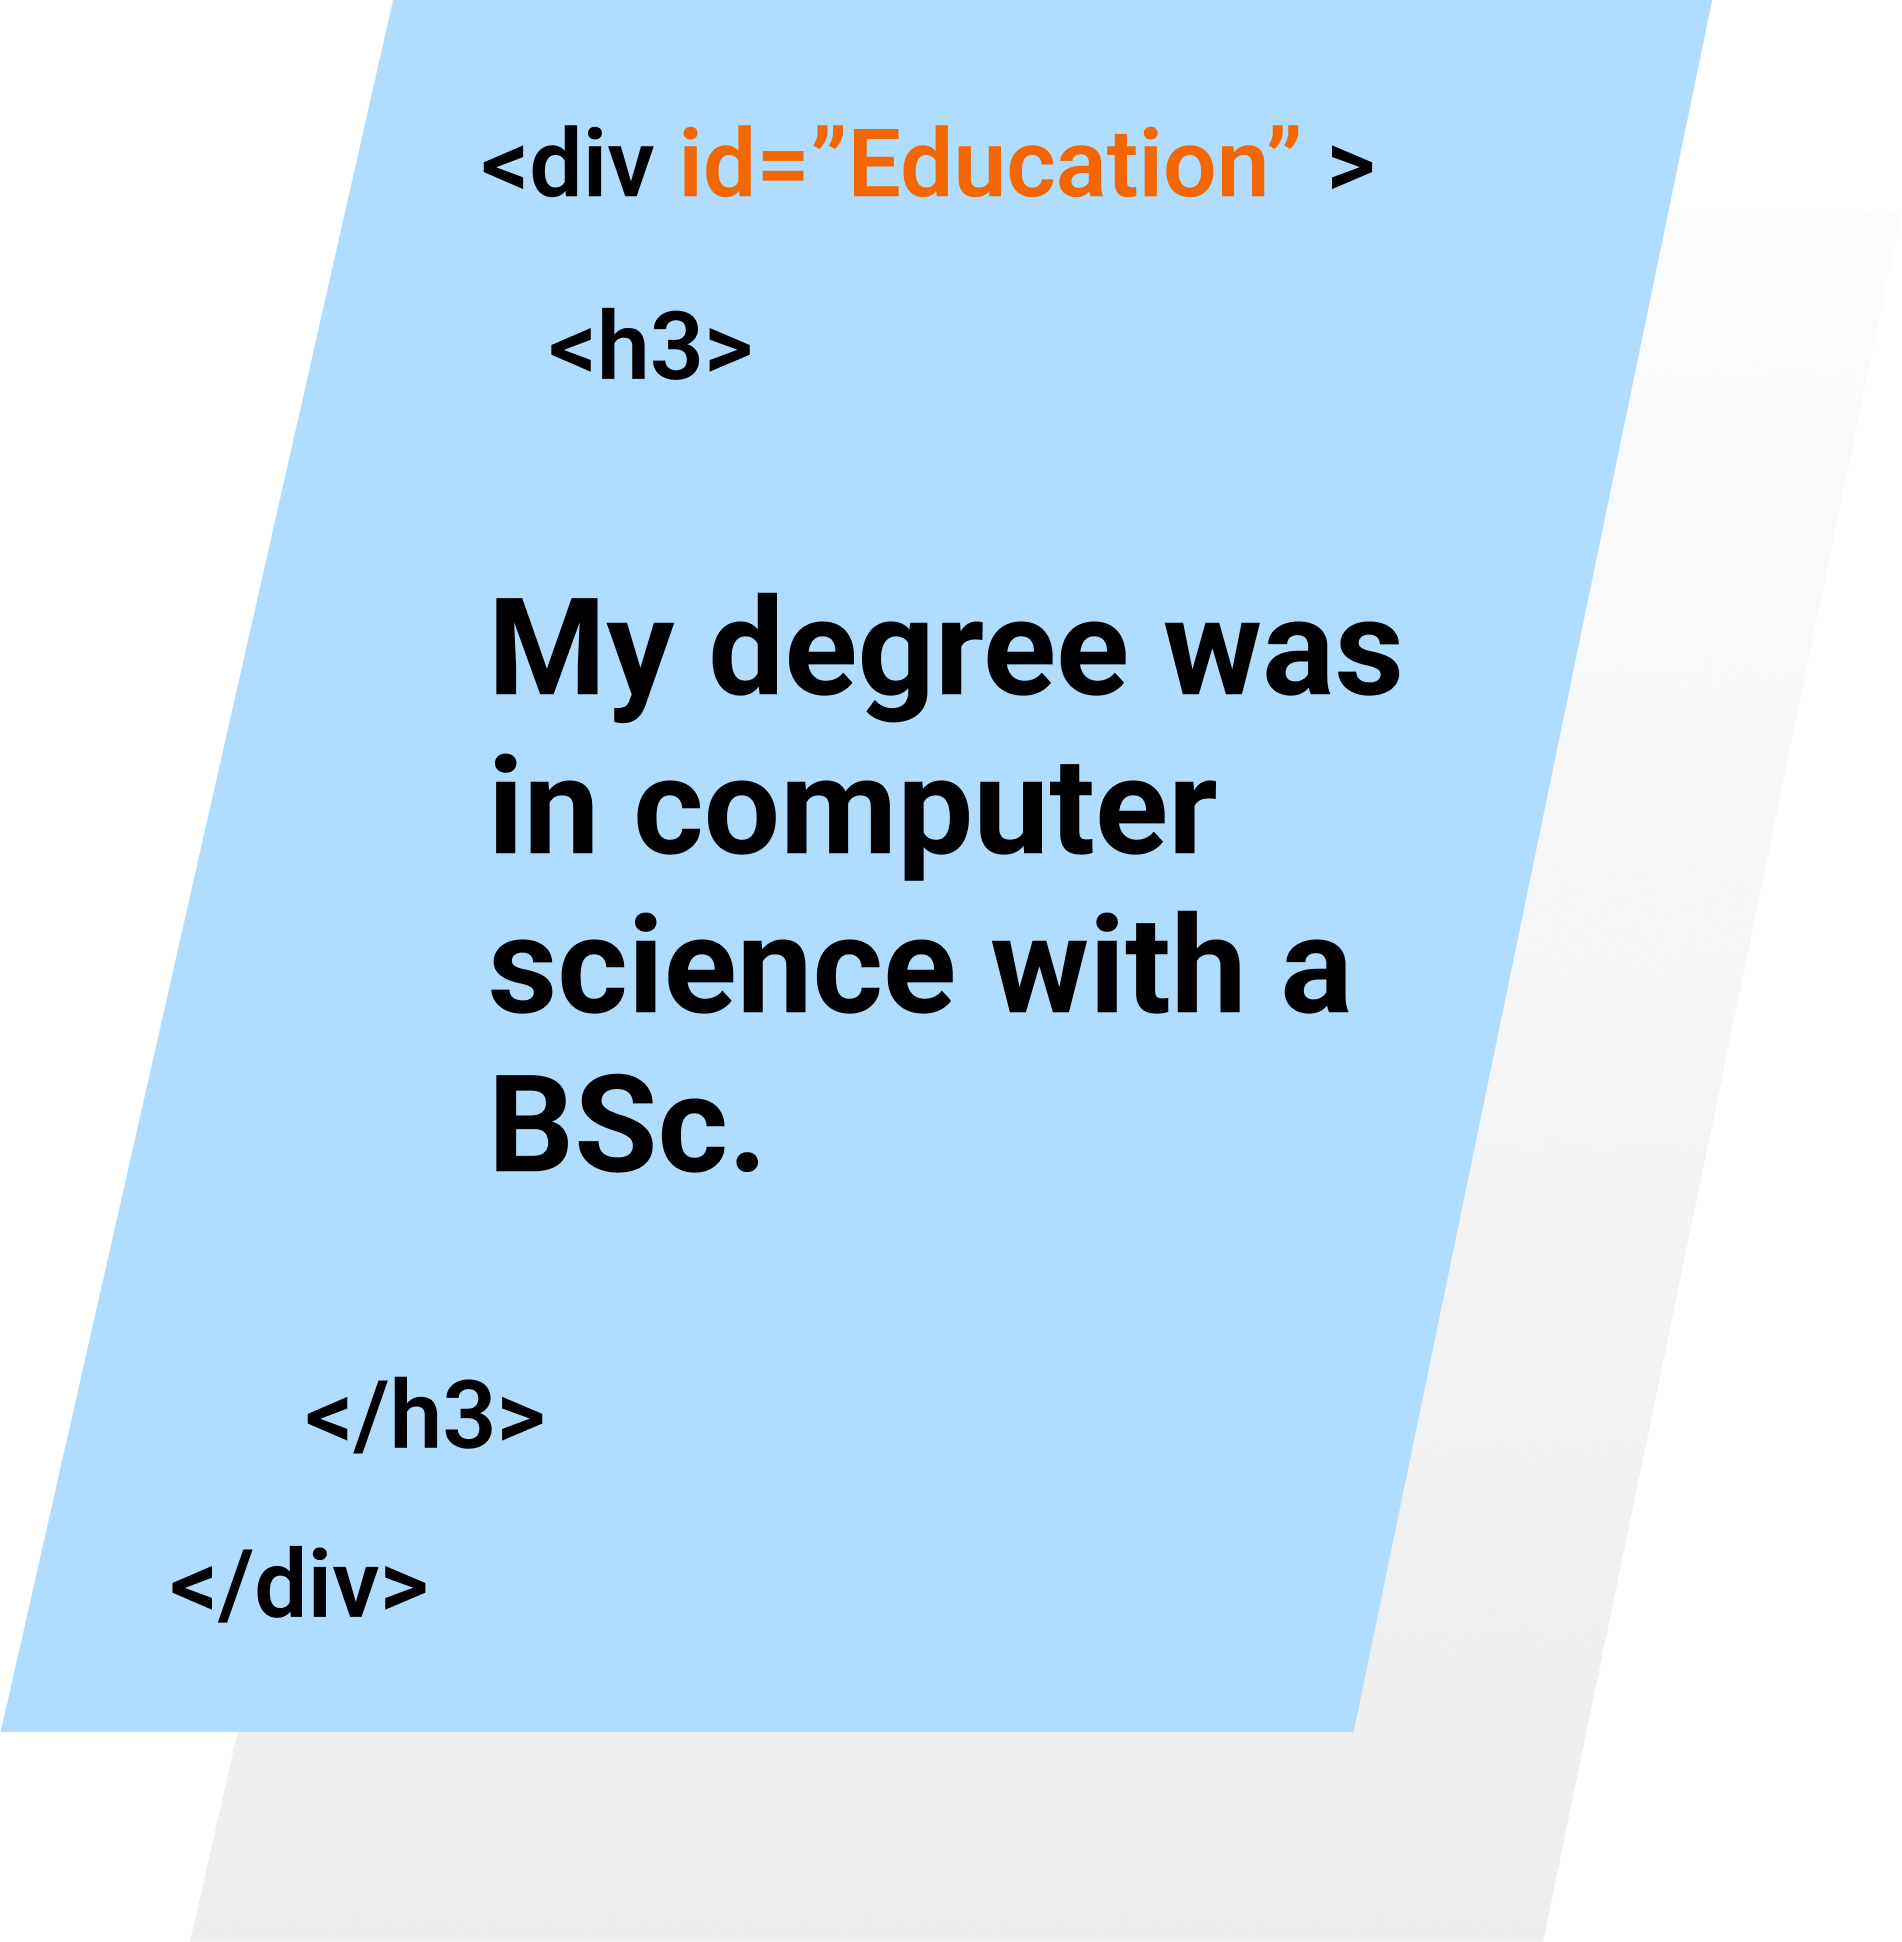 <div id=”Education” >
<h3>
My degree was
in computer
science with a
BSc.
</h3>
</div>